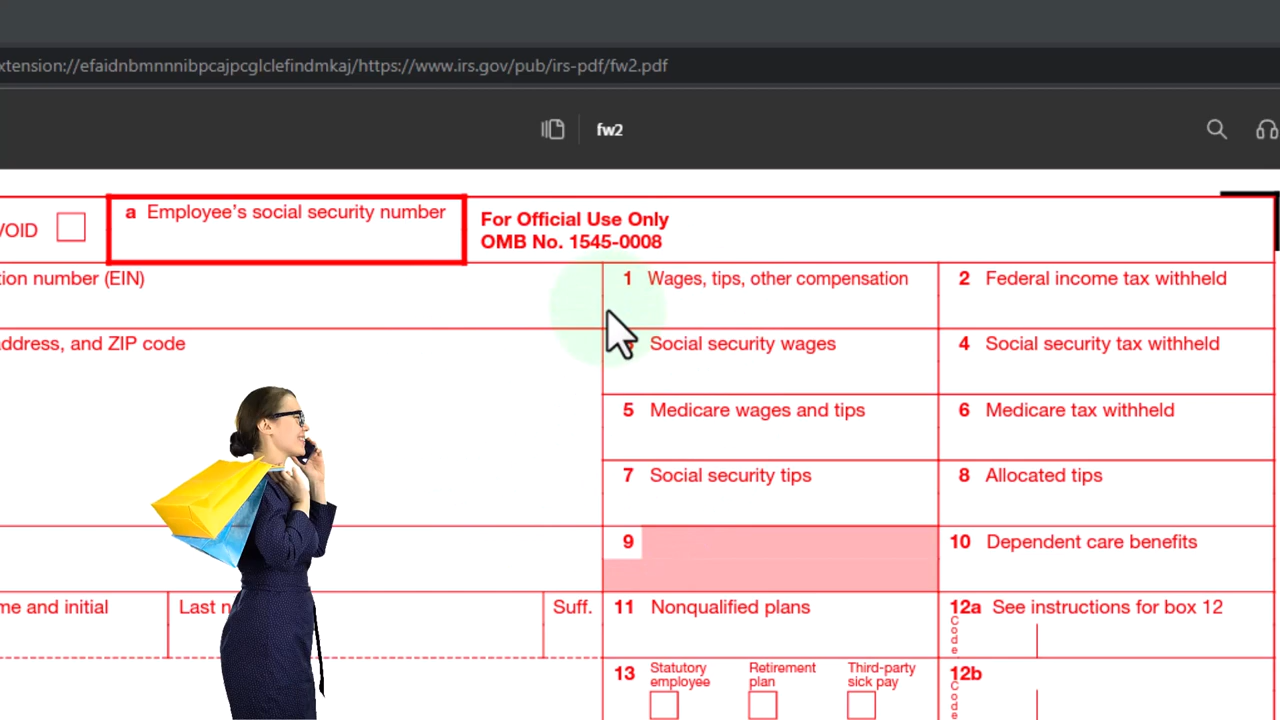 xtension://efaidnbmnnnibpcajpcglclefindmkaj/https://www.irs.gov/pub/irs-pdf/fw2.pdf
fw2
VOID
a Employee's social security number
For Official Use Only
OMB No. 1545-0008
tion number (EIN)
1 Wages, tips, other compensation
2 Federal income tax withheld
address, and ZIP code
Social security wages
4 Social security tax withheld
5 Medicare wages and tips
6 Medicare tax withheld
7 Social security tips
8 Allocated tips
9
10 Dependent care benefits
me and initial
Last n
Suff.
11 Nonqualified plans
12a See instructions for box 12
Code
13 Statutory employee
Retirement plan
Third-party sick pay
12b
Code